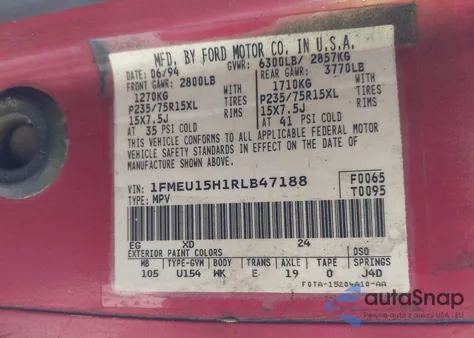 MFD. BY FORD MOTOR CO. IN U.S.A.
DATE: 06/94 GVWR: 6300LB/ 2857KG
FRONT GAWR: 2800LB REAR GAWR: 3770LB
1270KG 1710KG
P235/75R15XL TIRES P235/75R15XL TIRES
15X7.5J RIMS 15X7.5J RIMS
AT 35 PSI COLD AT 41 PSI COLD
THIS VEHICLE CONFORMS TO ALL APPLICABLE FEDERAL MOTOR
VEHICLE SAFETY STANDARDS IN EFFECT ON THE DATE OF
MANUFACTURE SHOWN ABOVE.
VIN: 1FMEU15H1RLB47188 F0065
TYPE: MPV T0095
EG XD 24
EXTERIOR PAINT COLORS DSO
WB TYPE-GVW BODY TRANS AXLE TAPE SPRINGS
105 U154 WK E 19 0 J4D
F0TA-15204A10-AA
autoSnap